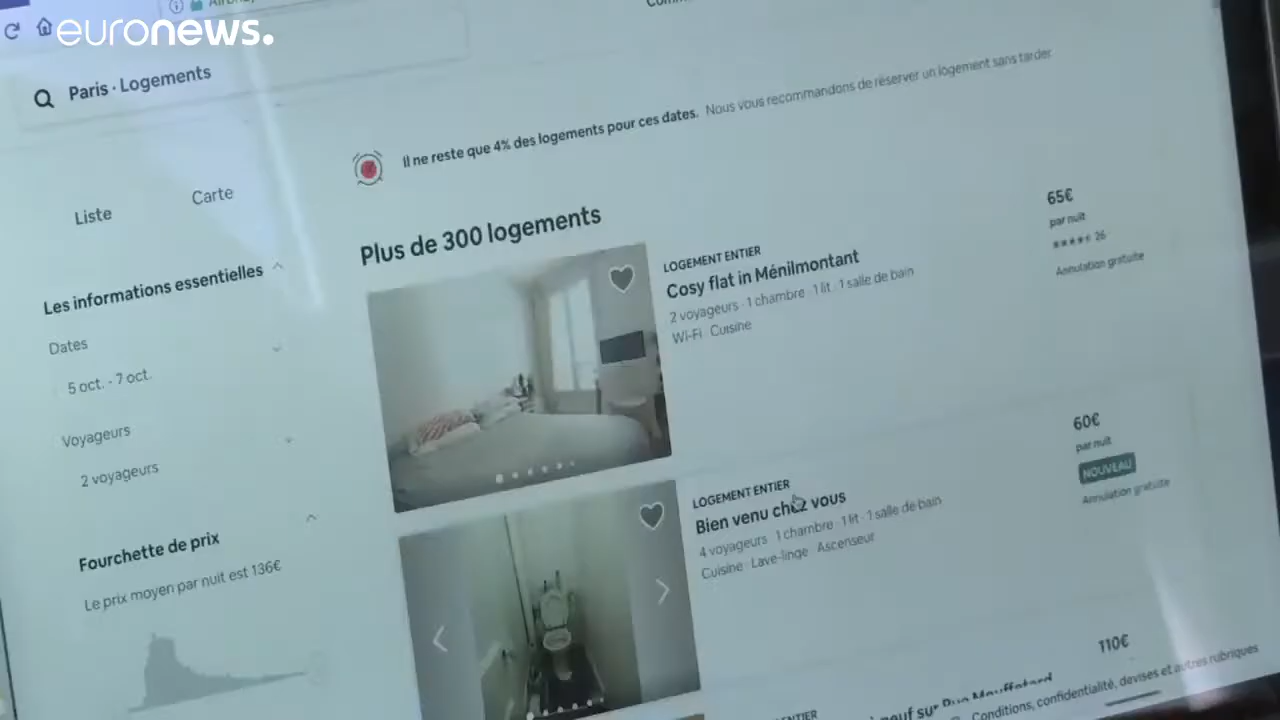 euronews.
Paris · Logements
Il ne reste que 4% des logements pour ces dates. Nous vous recommandons de réserver un logement sans tarder.
Liste
Carte
Plus de 300 logements
Les informations essentielles
Dates
5 oct. - 7 oct.
Voyageurs
2 voyageurs
Fourchette de prix
Le prix moyen par nuit est 136€
LOGEMENT ENTIER
Cosy flat in Ménilmontant
2 voyageurs · 1 chambre · 1 lit · 1 salle de bain
Wi-Fi · Cuisine
65€
par nuit
26
Annulation gratuite
LOGEMENT ENTIER
Bien venu chez vous
4 voyageurs · 1 chambre · 1 lit · 1 salle de bain
Cuisine · Lave-linge · Ascenseur
60€
par nuit
NOUVEAU
Annulation gratuite
110€
neuf sur Rue Mouffetard
Conditions, confidentialité, devises et autres rubriques